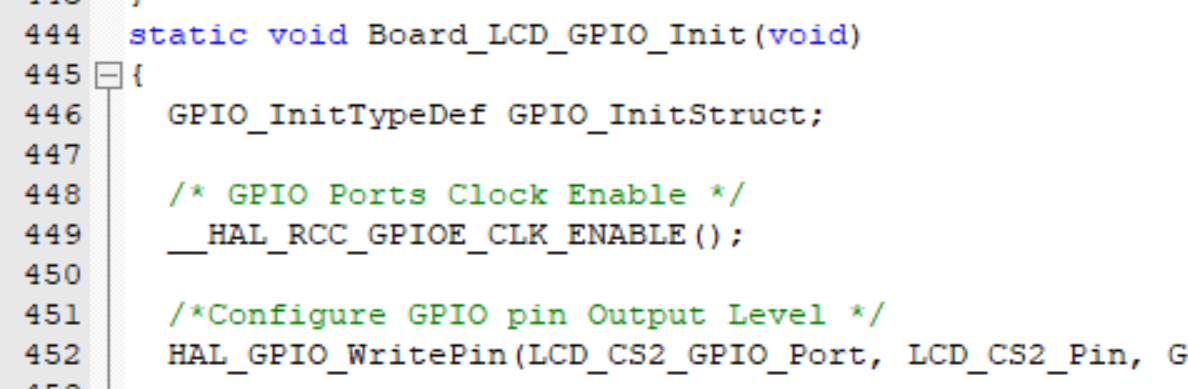 444 static void Board_LCD_GPIO_Init(void)
445 {
446 GPIO_InitTypeDef GPIO_InitStruct;
447
448 /* GPIO Ports Clock Enable */
449 __HAL_RCC_GPIOE_CLK_ENABLE();
450
451 /*Configure GPIO pin Output Level */
452 HAL_GPIO_WritePin(LCD_CS2_GPIO_Port, LCD_CS2_Pin, G